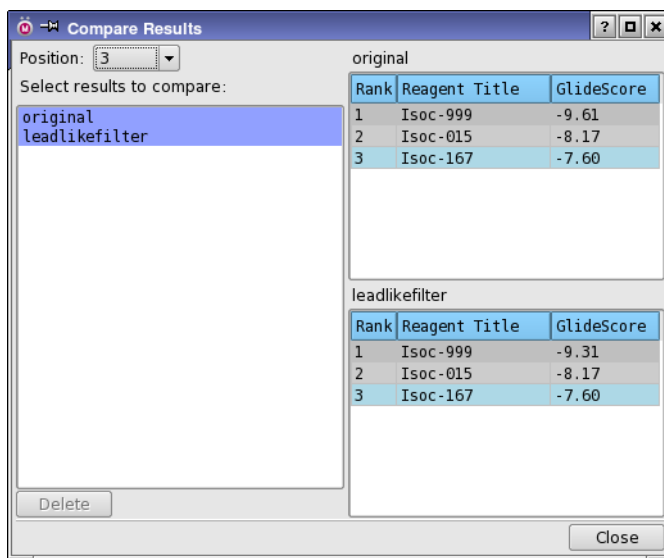 Compare Results
Position: 3
Select results to compare:
original
leadlikefilter
Delete
original
Rank Reagent Title GlideScore
1 Isoc-999 -9.61
2 Isoc-015 -8.17
3 Isoc-167 -7.60
leadlikefilter
Rank Reagent Title GlideScore
1 Isoc-999 -9.31
2 Isoc-015 -8.17
3 Isoc-167 -7.60
Close